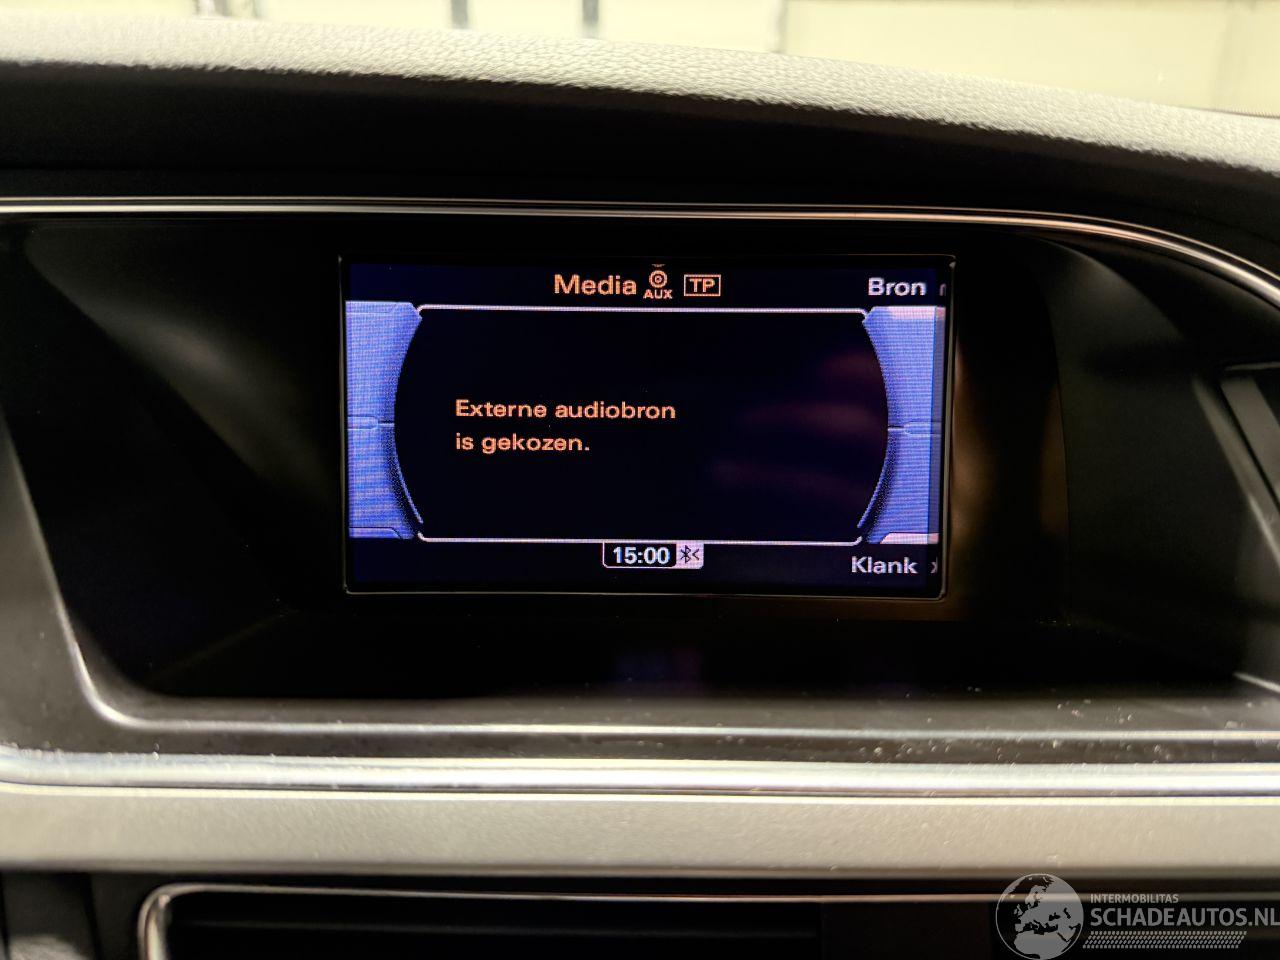 Media AUX TP
Bron
Externe audiobron
is gekozen.
15:00
Klank
INTERMOBILITAS
SCHADEAUTOS.NL